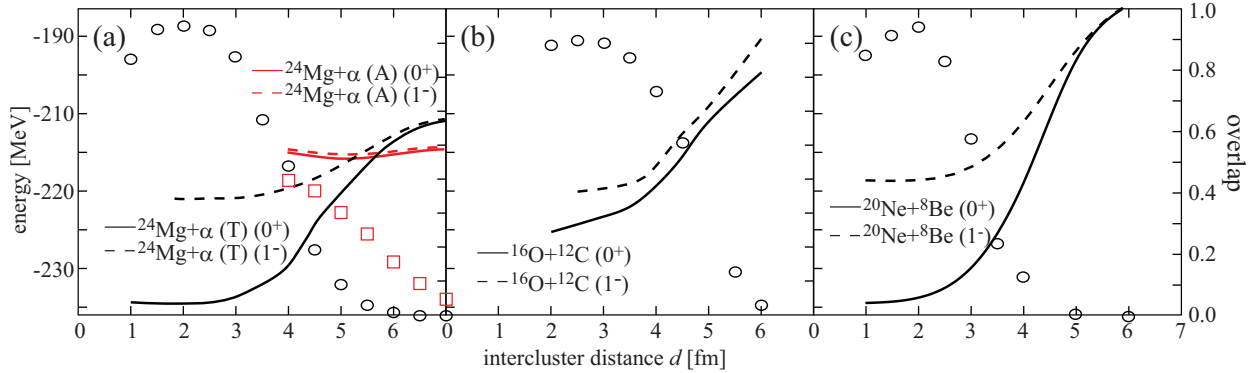 (a)
(b)
(c)
energy [MeV]
-190
-210
-220
-230
²⁴Mg+α (A) (0⁺)
²⁴Mg+α (A) (1⁻)
²⁴Mg+α (T) (0⁺)
²⁴Mg+α (T) (1⁻)
¹⁶O+¹²C (0⁺)
¹⁶O+¹²C (1⁻)
²⁰Ne+⁸Be (0⁺)
²⁰Ne+⁸Be (1⁻)
1.0
0.8
0.6
0.4
0.2
0.0
overlap
0 1 2 3 4 5 6 0 1 2 3 4 5 6 0 1 2 3 4 5 6 7
intercluster distance d [fm]